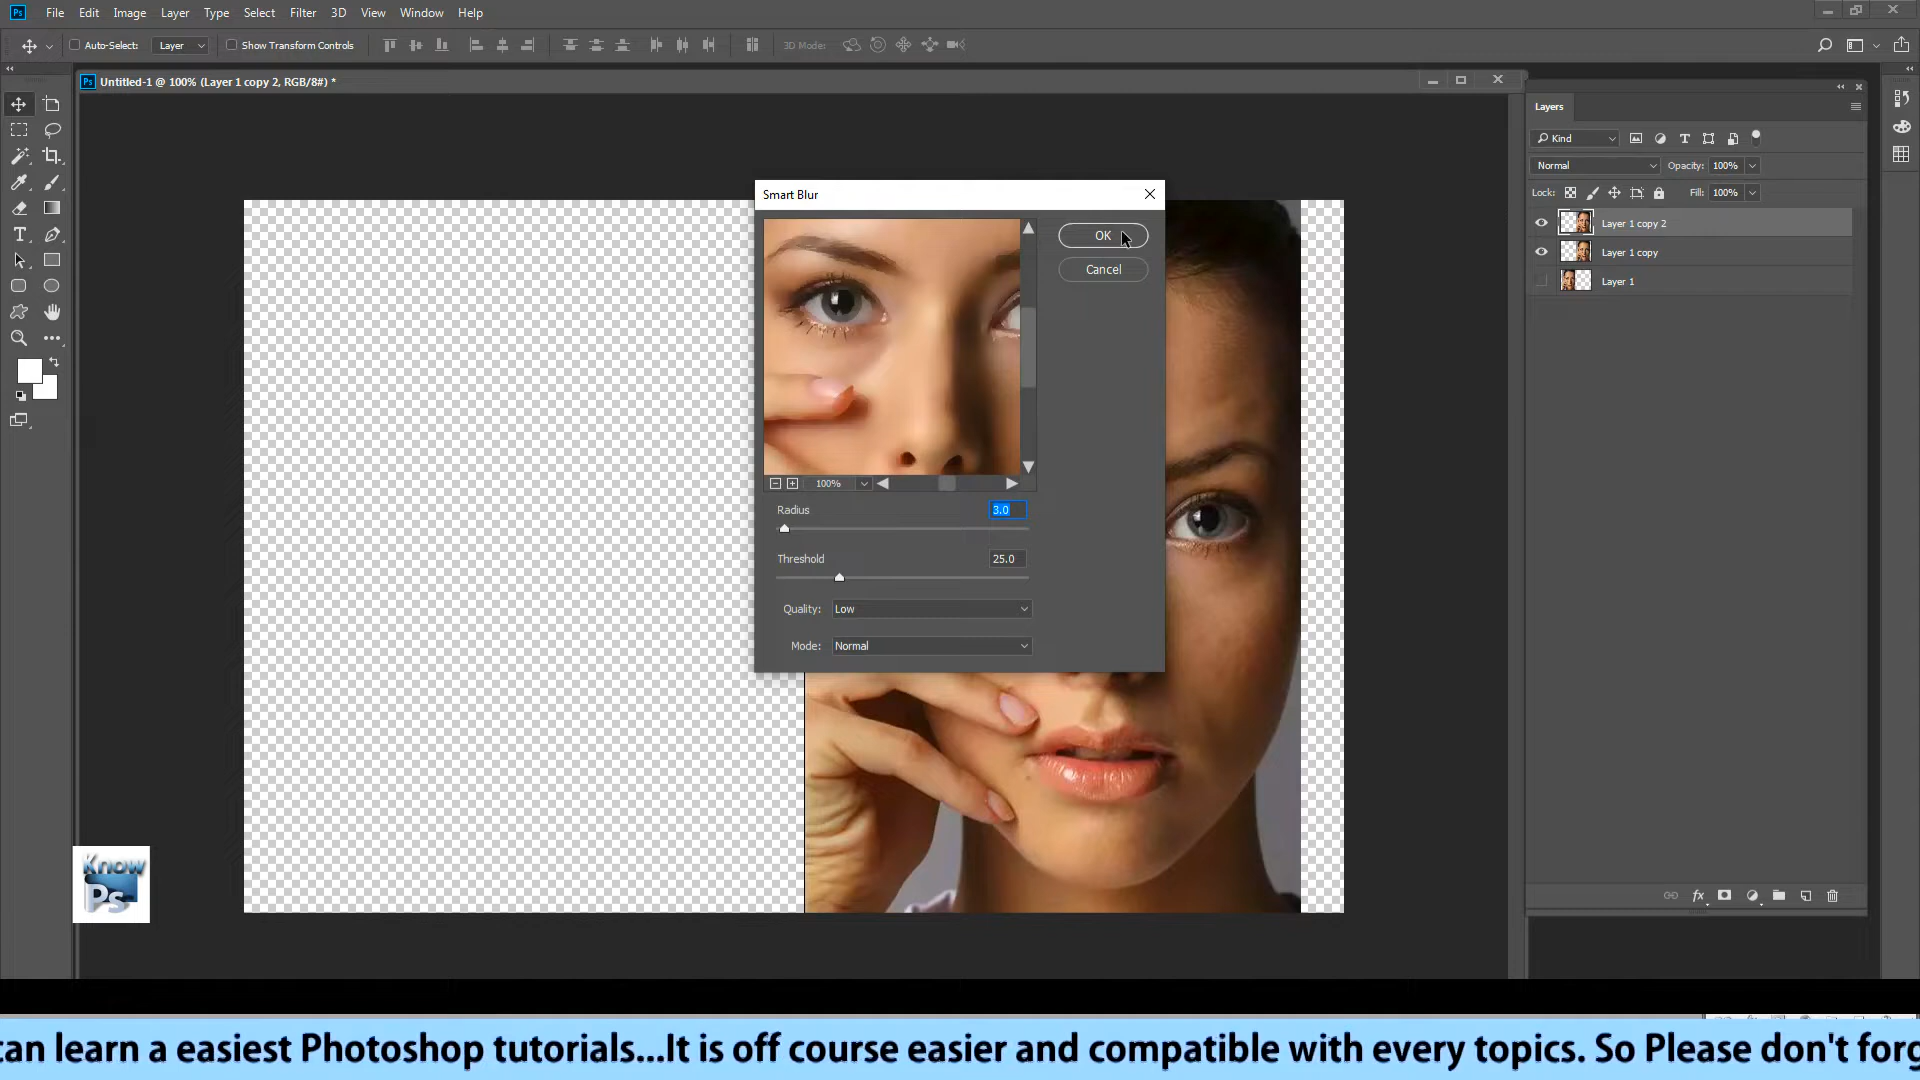 Ps File Edit Image Layer Type Select Filter 3D View Window Help
Auto-Select: Layer Show Transform Controls 3D Mode:
Ps Untitled-1 @ 100% (Layer 1 copy 2, RGB/8#) *
Layers
Kind
Normal Opacity: 100%
Lock: Fill: 100%
Layer 1 copy 2
Layer 1 copy
Layer 1
fx
Smart Blur
OK
Cancel
100%
Radius 3.0
Threshold 25.0
Quality: Low
Mode: Normal
Know
Ps
can learn a easiest Photoshop tutorials...It is off course easier and compatible with every topics. So Please don't forg